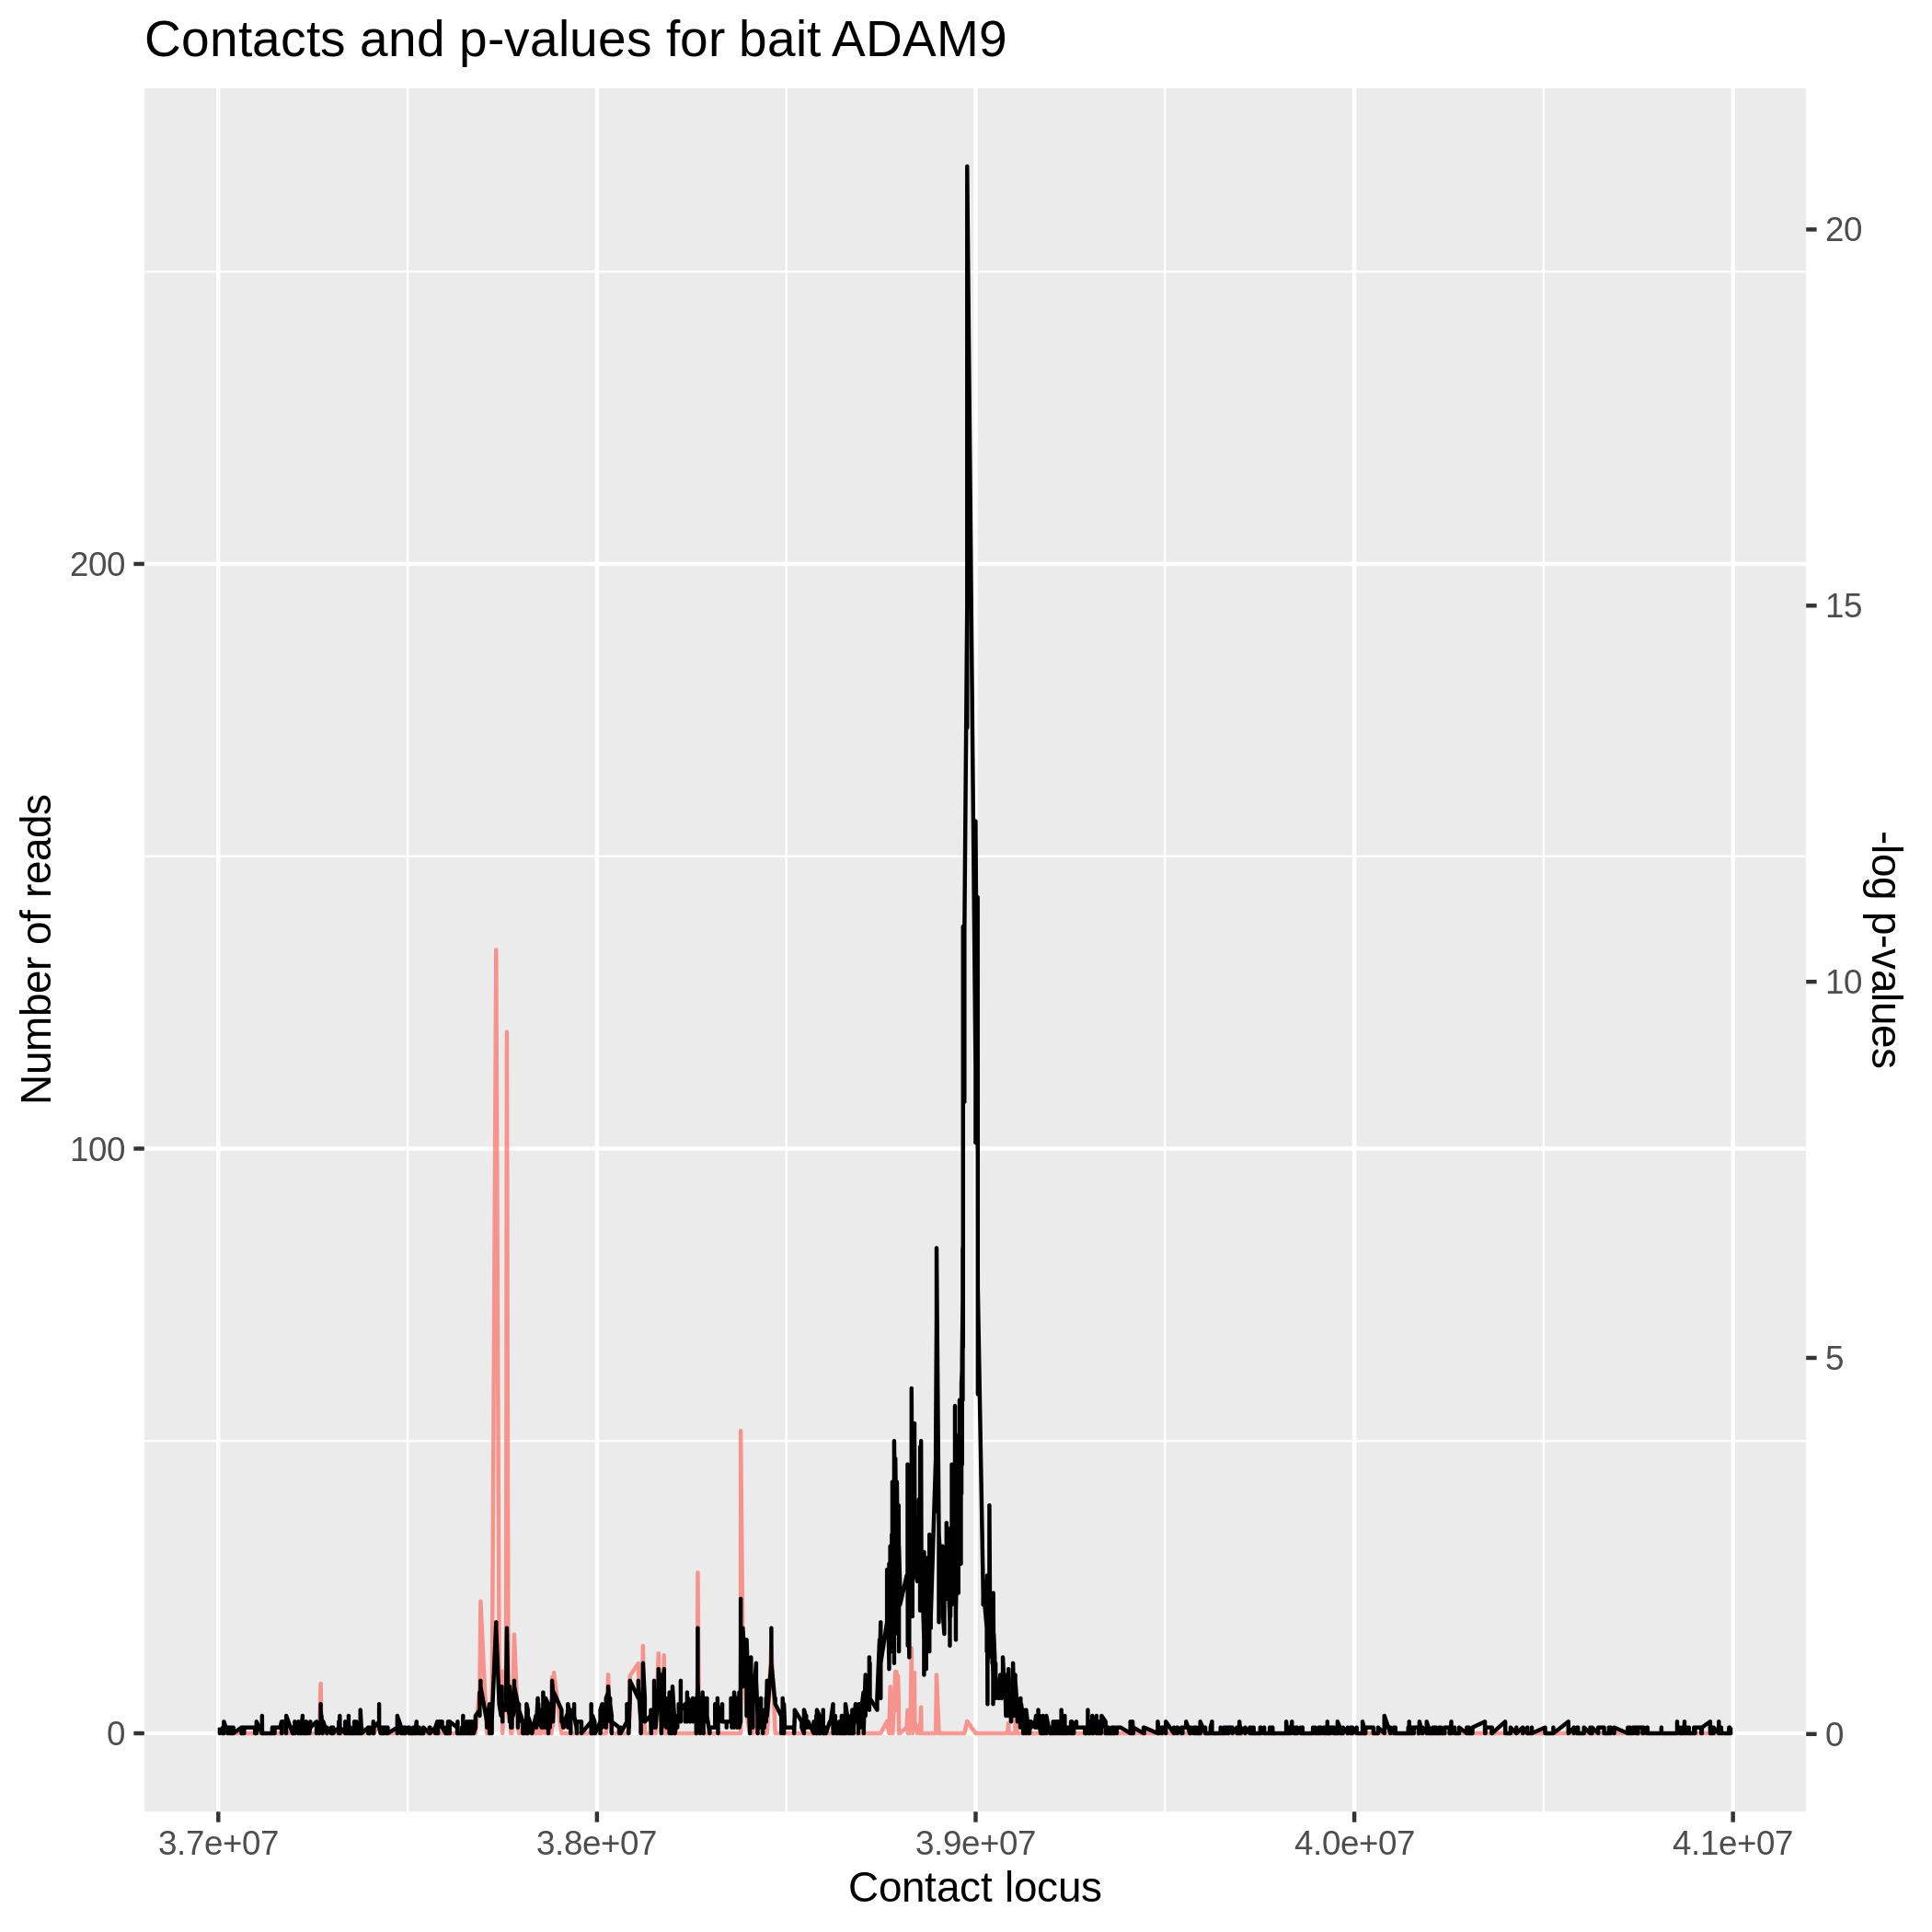 Contacts and p-values for bait ADAM9
Number of reads
200
100
0
20
15
10
5
0
-log p-values
3.7e+07
3.8e+07
3.9e+07
4.0e+07
4.1e+07
Contact locus